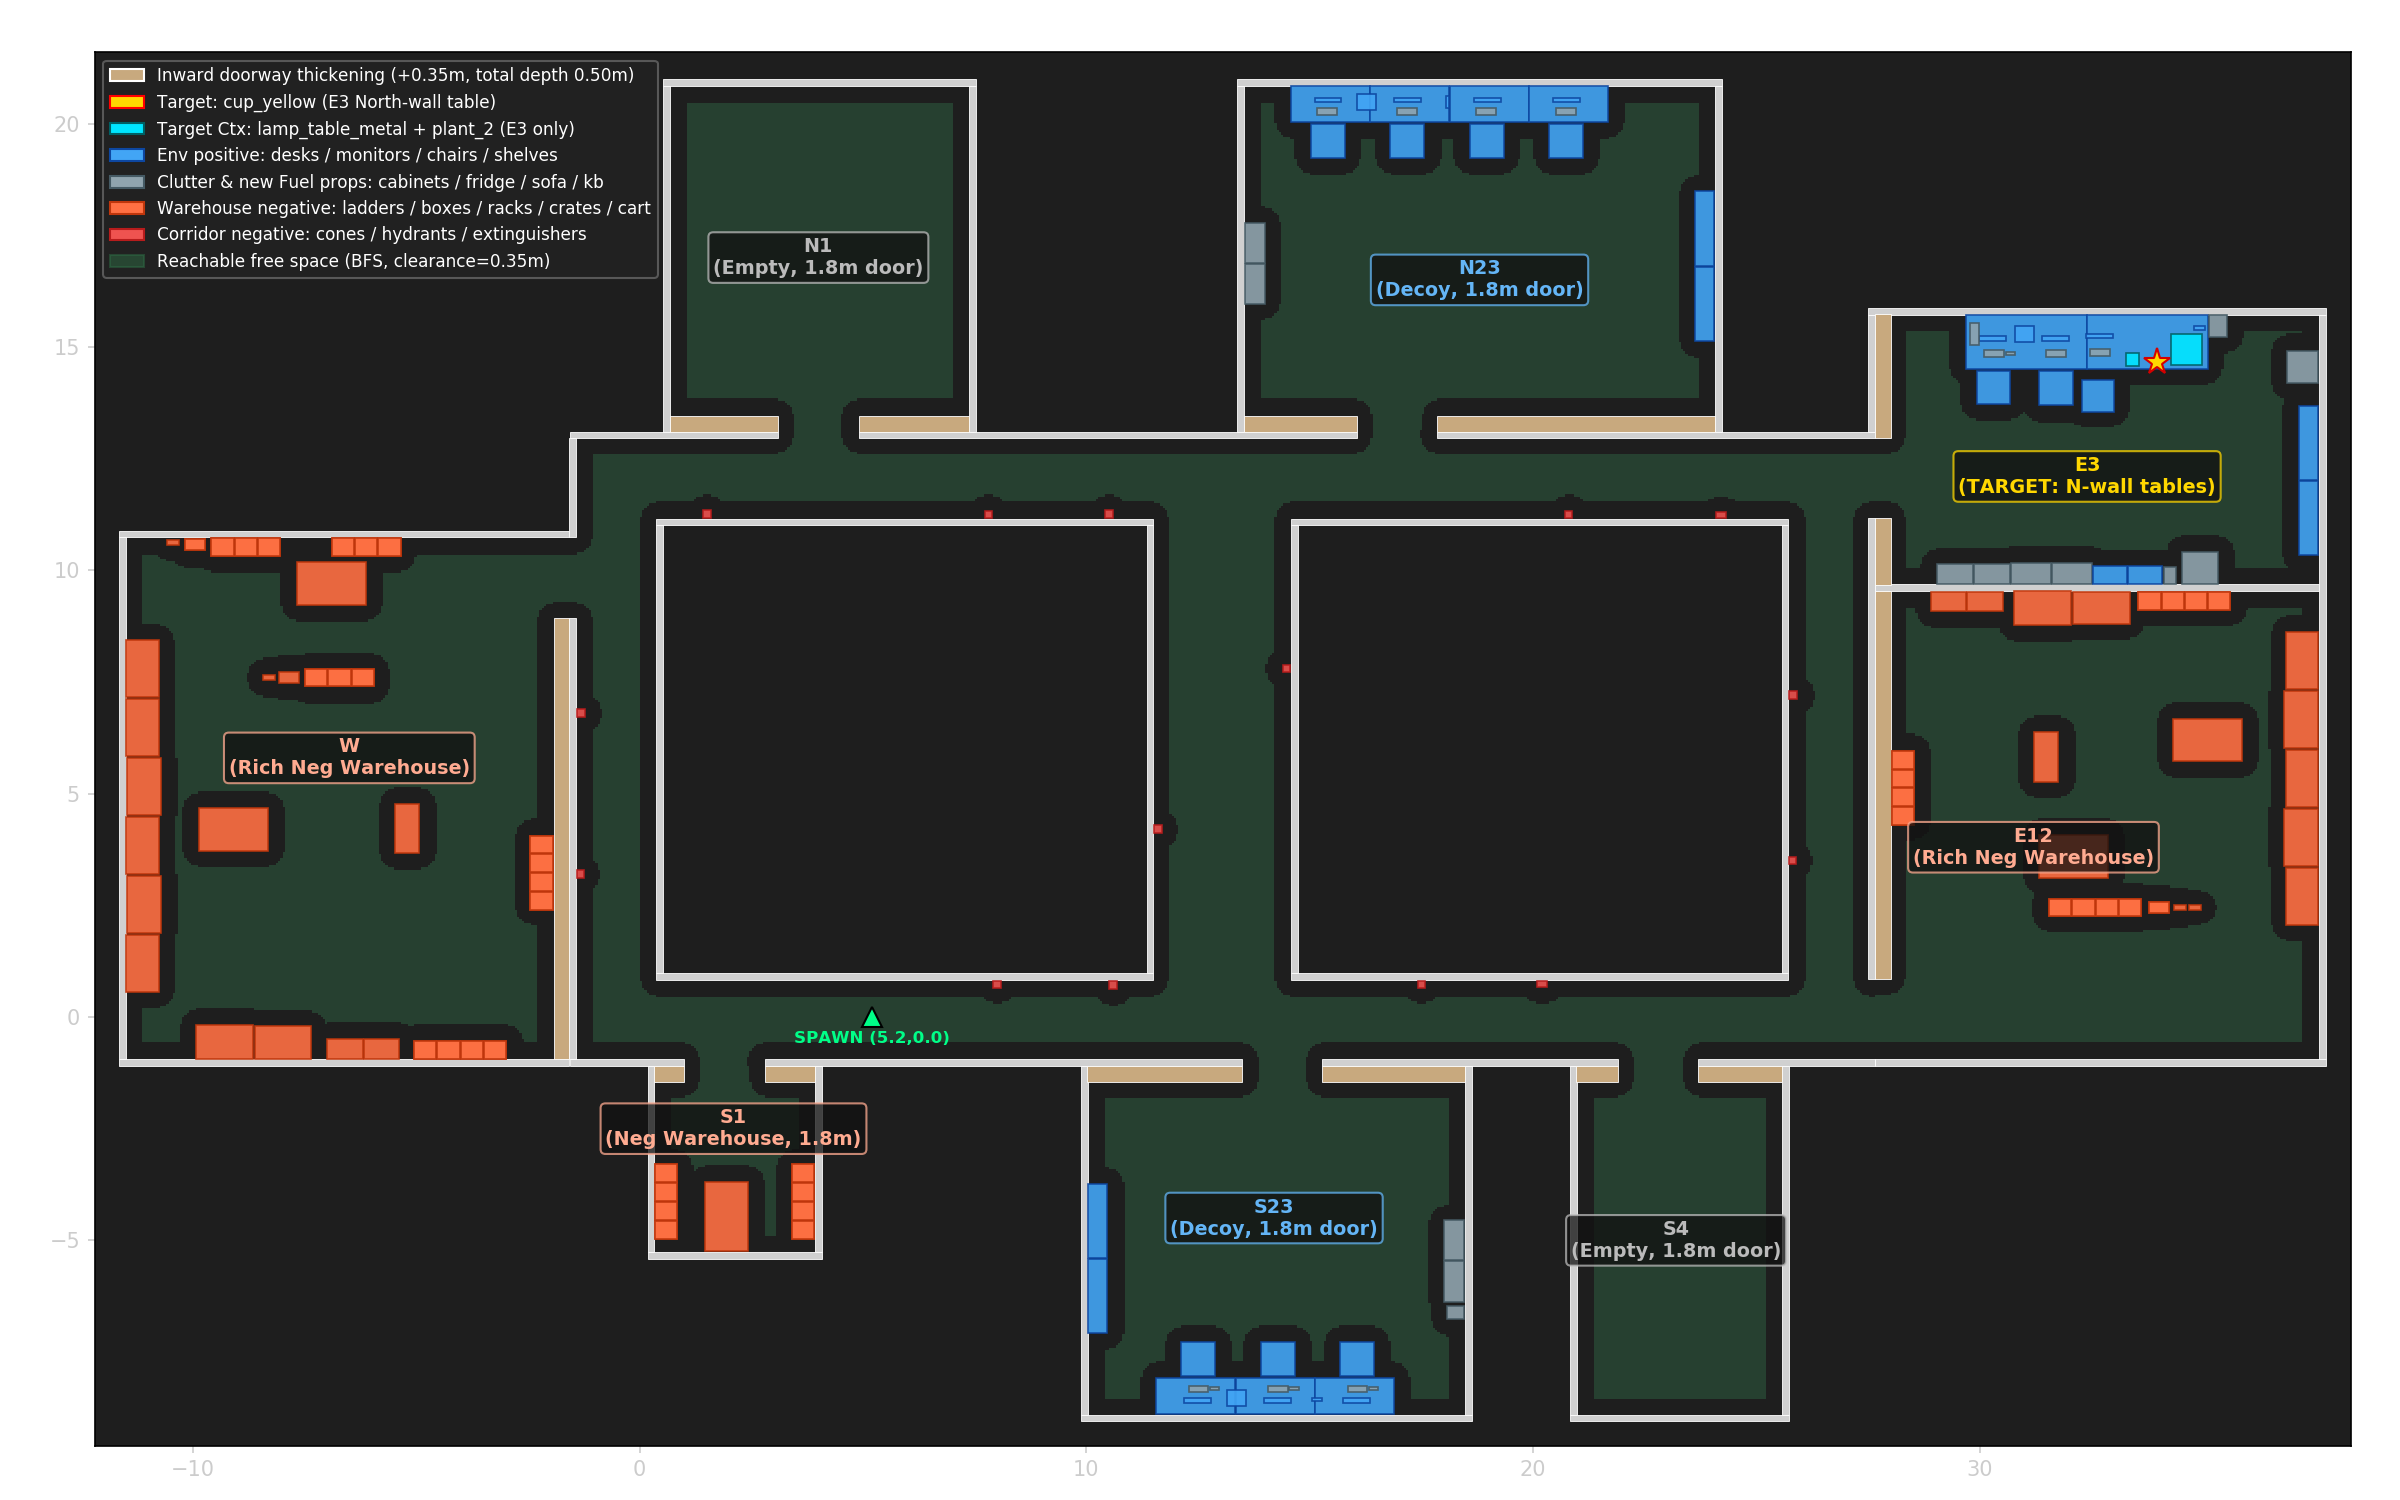 Inward doorway thickening (+0.35m, total depth 0.50m)
Target: cup_yellow (E3 North-wall table)
Target Ctx: lamp_table_metal + plant_2 (E3 only)
Env positive: desks / monitors / chairs / shelves
Clutter & new Fuel props: cabinets / fridge / sofa / kb
Warehouse negative: ladders / boxes / racks / crates / cart
Corridor negative: cones / hydrants / extinguishers
Reachable free space (BFS, clearance=0.35m)
N1
(Empty, 1.8m door)
N23
(Decoy, 1.8m door)
E3
(TARGET: N-wall tables)
W
(Rich Neg Warehouse)
E12
(Rich Neg Warehouse)
SPAWN (5.2,0.0)
S1
(Neg Warehouse, 1.8m)
S23
(Decoy, 1.8m door)
S4
(Empty, 1.8m door)
20
15
10
5
0
−5
−10
0
10
20
30